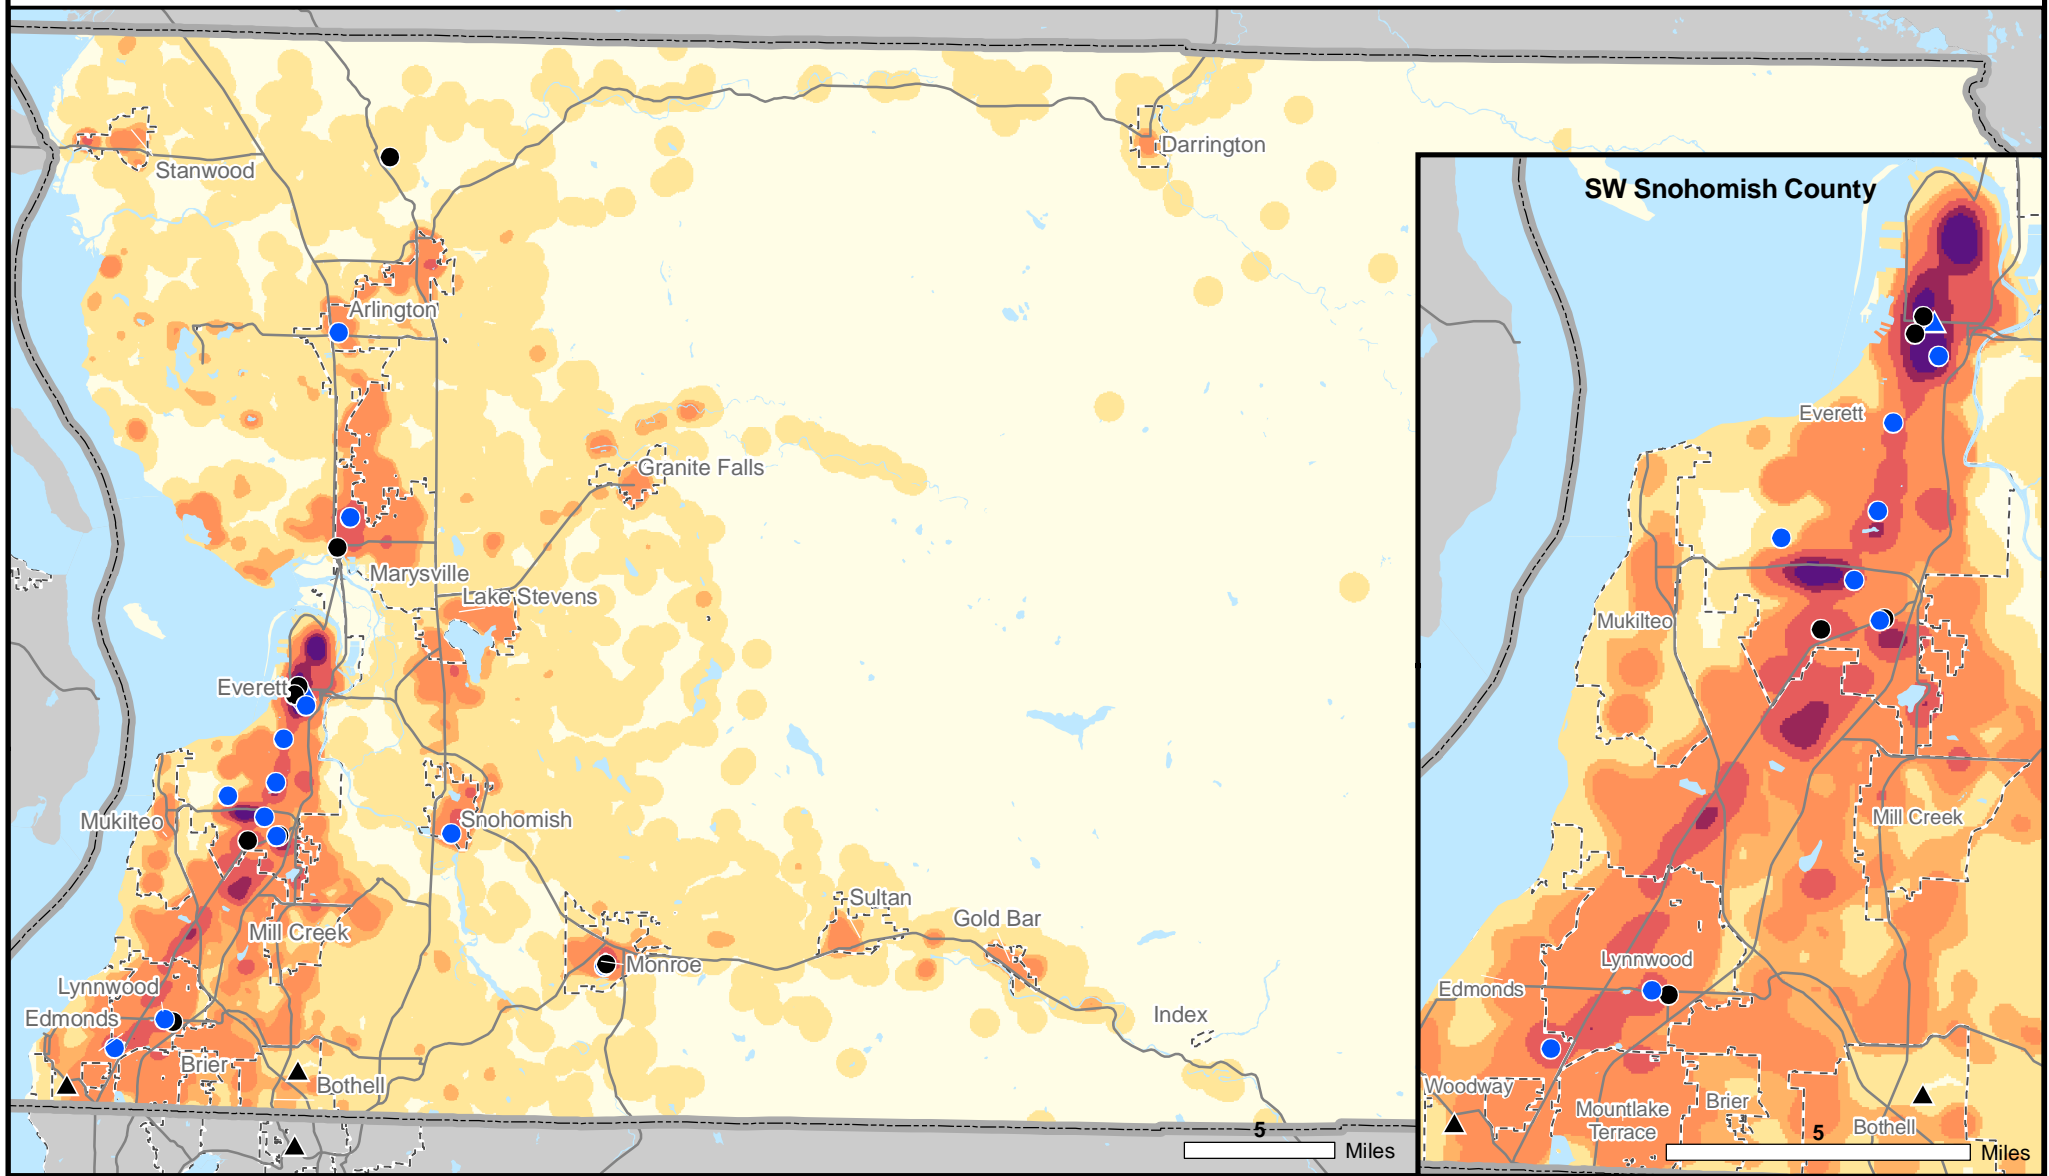 Stanwood
Darrington
Arlington
Granite Falls
Marysville
Lake Stevens
Everett
Mukilteo
Snohomish
Sultan
Gold Bar
Mill Creek
Monroe
Lynnwood
Edmonds
Index
Brier
Bothell
5
Miles
SW Snohomish County
Everett
Mukilteo
Mill Creek
Lynnwood
Edmonds
Woodway
Mountlake
Terrace
Brier
Bothell
5
Miles